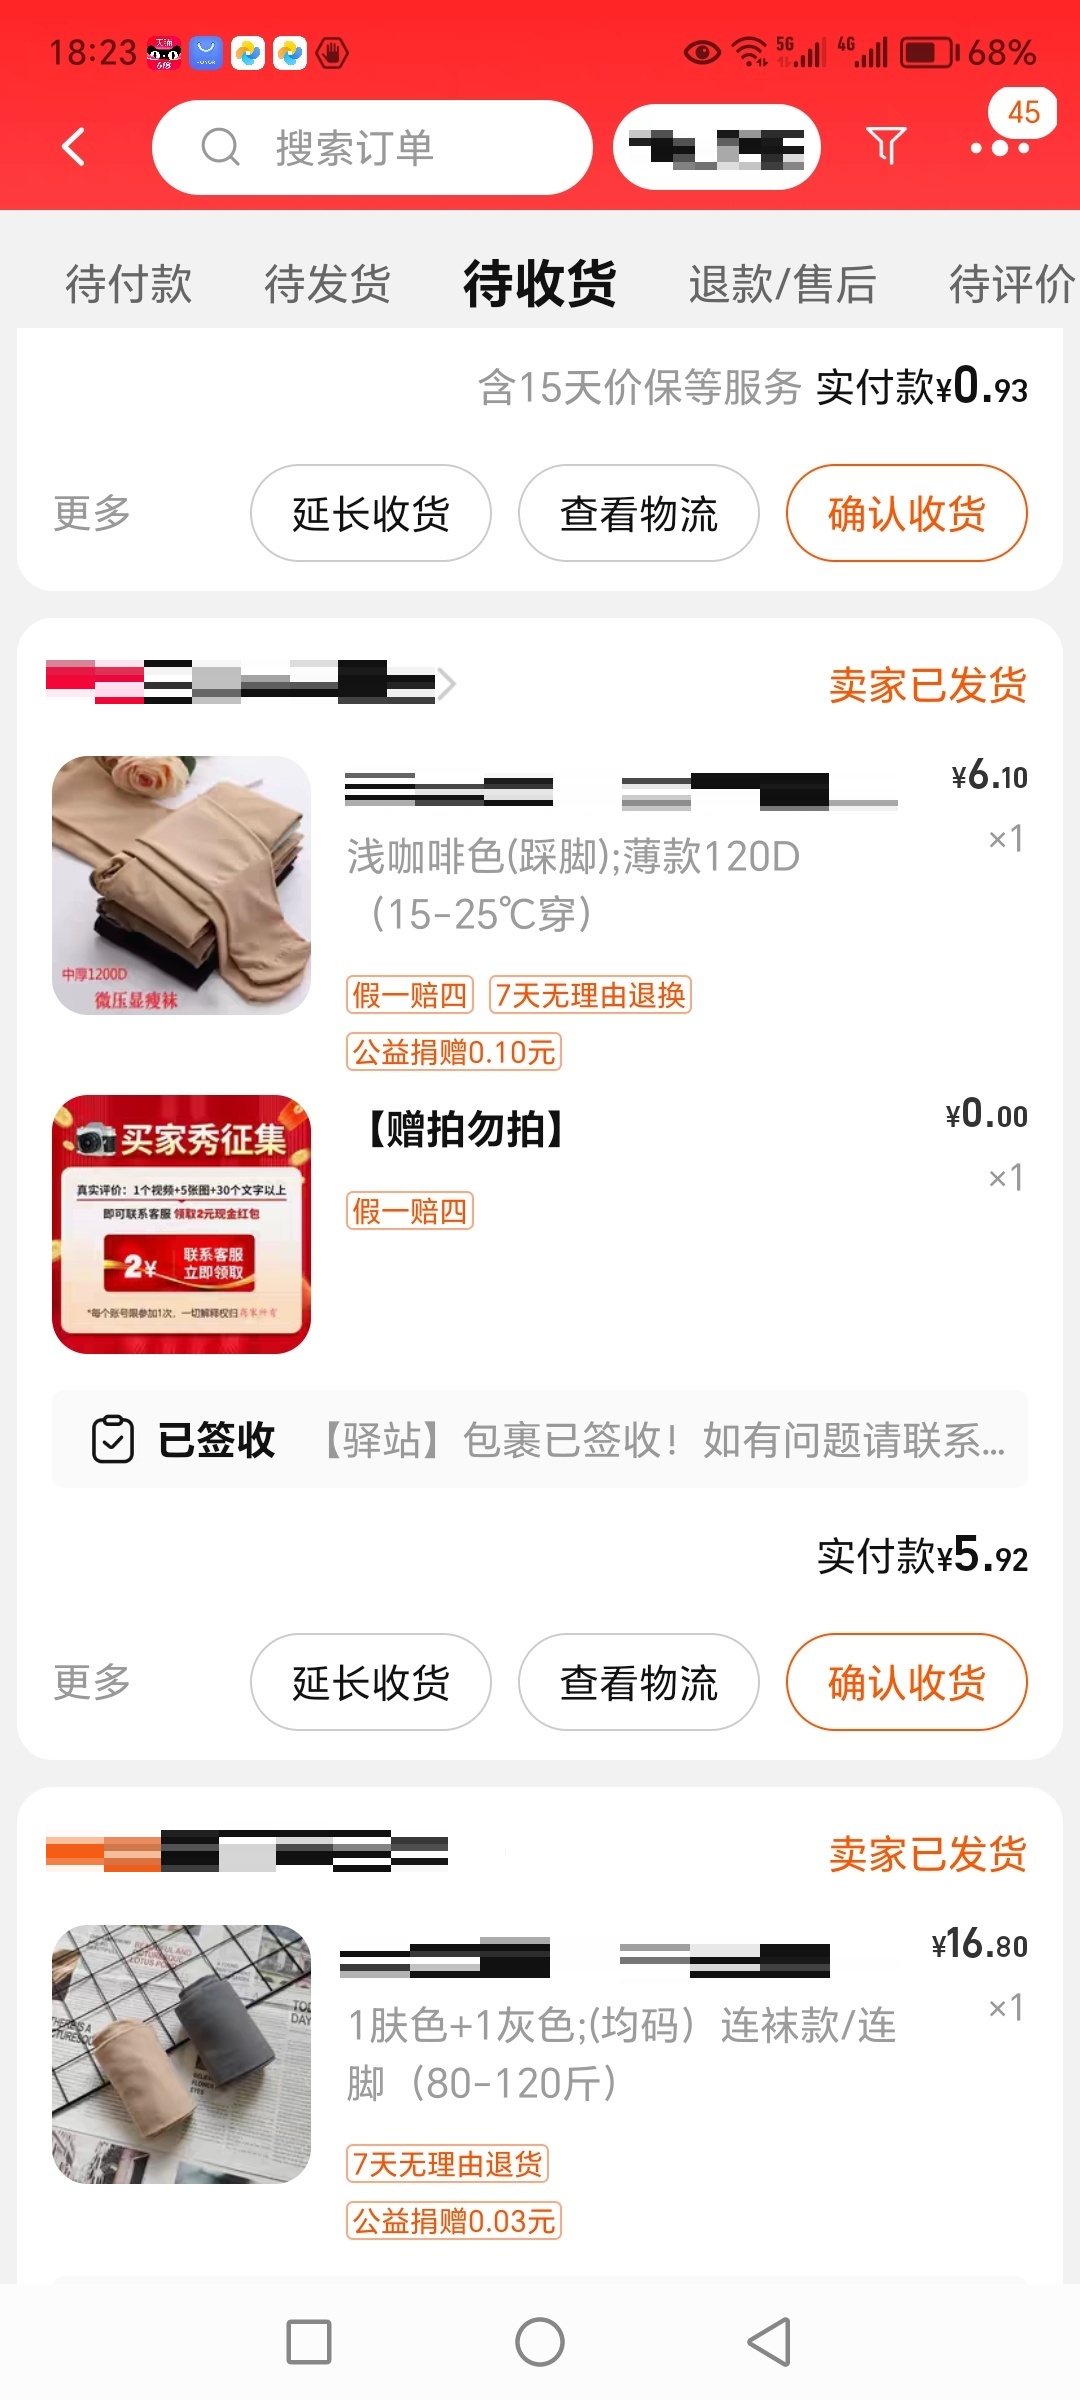 18:23
5G
4G
68%
搜索订单
45
待付款 待发货 待收货 退款/售后 待评价
含15天价保等服务 实付款¥0.93
更多 延长收货 查看物流 确认收货
卖家已发货
¥6.10
×1
浅咖啡色(踩脚);薄款120D
（15-25℃穿）
中厚1200D
微压显瘦袜
假一赔四 7天无理由退换
公益捐赠0.10元
【赠拍勿拍】
¥0.00
×1
假一赔四
买家秀征集
真实评价：1个视频+5张图+30个文字以上
即可联系客服 领取2元现金红包
2¥
联系客服
立即领取
*每个账号限参加1次，一切解释权归商家所有
已签收 【驿站】包裹已签收！如有问题请联系...
实付款¥5.92
更多 延长收货 查看物流 确认收货
卖家已发货
¥16.80
×1
1肤色+1灰色;(均码）连袜款/连
脚（80-120斤）
7天无理由退货
公益捐赠0.03元